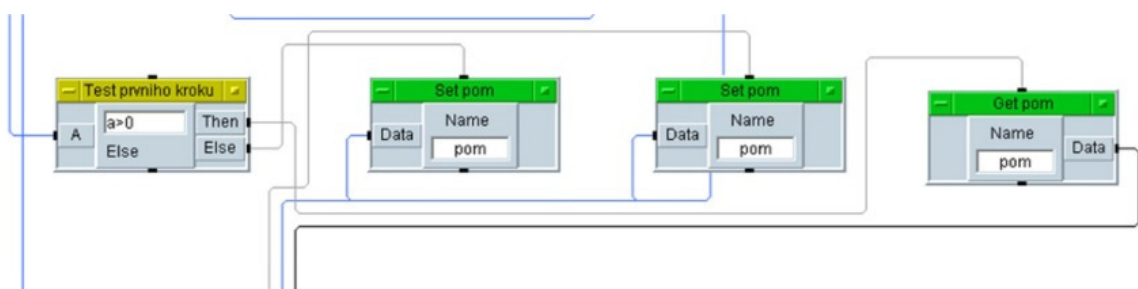 Test prvního kroku
A
a>0
Else
Then
Else
Set pom
Data
Name
pom
Set pom
Data
Name
pom
Get pom
Name
pom
Data